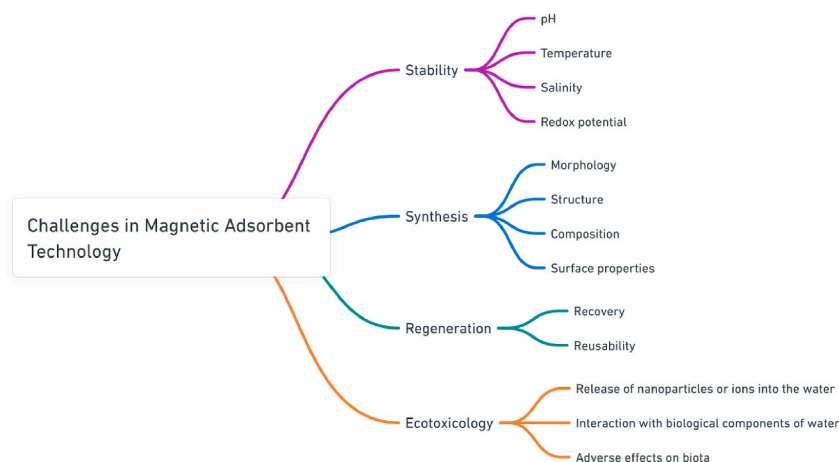 Challenges in Magnetic Adsorbent
Technology
Stability
pH
Temperature
Salinity
Redox potential
Synthesis
Morphology
Structure
Composition
Surface properties
Regeneration
Recovery
Reusability
Ecotoxicology
Release of nanoparticles or ions into the water
Interaction with biological components of water
Adverse effects on biota